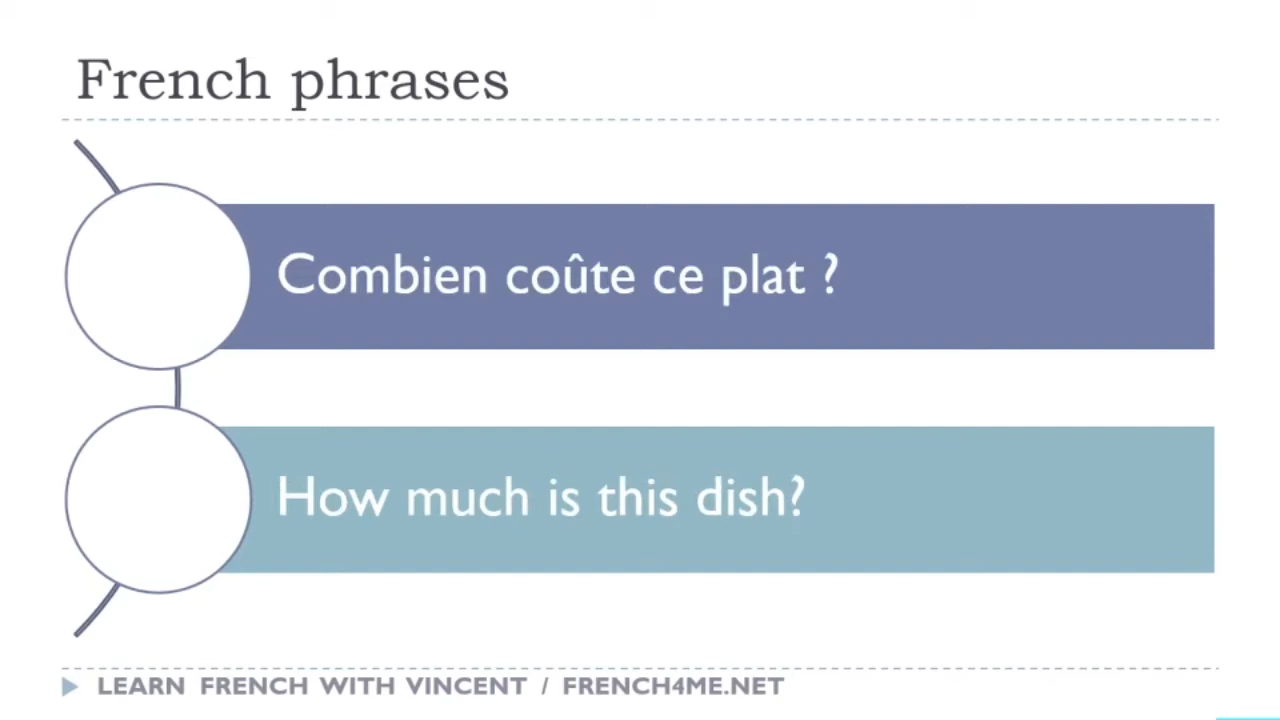 French phrases
Combien coûte ce plat ?
How much is this dish?
LEARN FRENCH WITH VINCENT / FRENCH4ME.NET